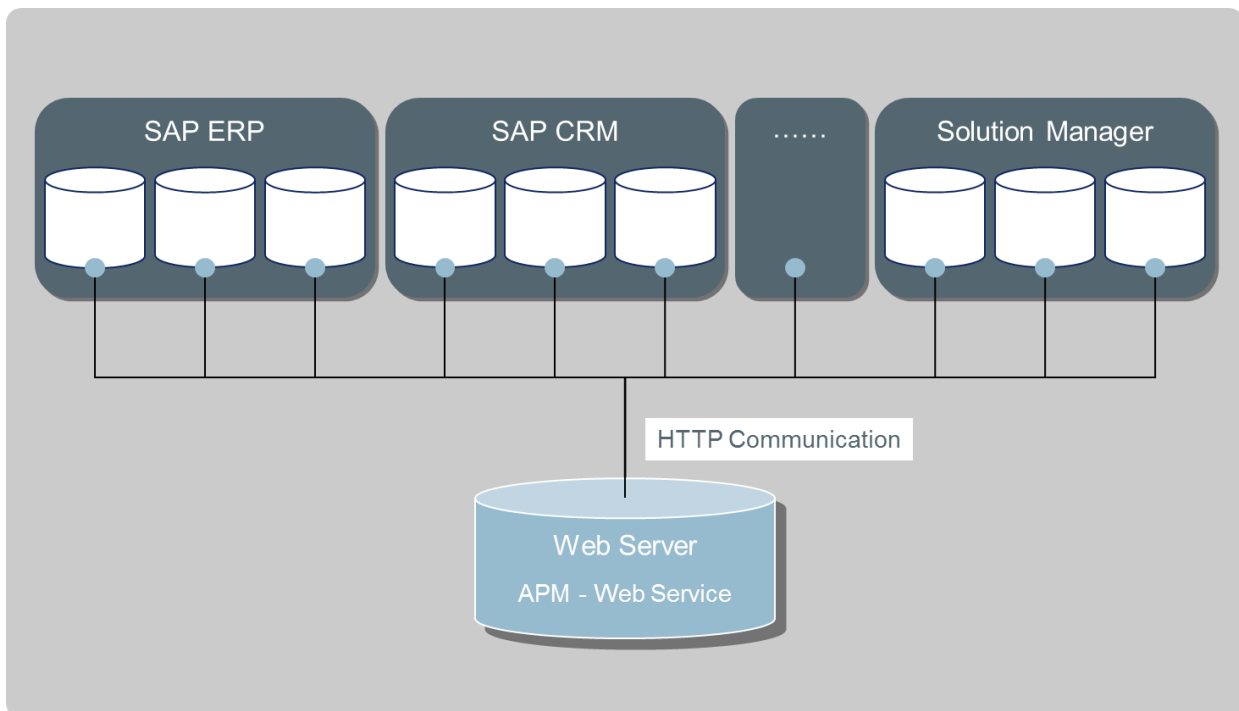 SAP ERP
SAP CRM
......
Solution Manager
HTTP Communication
Web Server
APM - Web Service